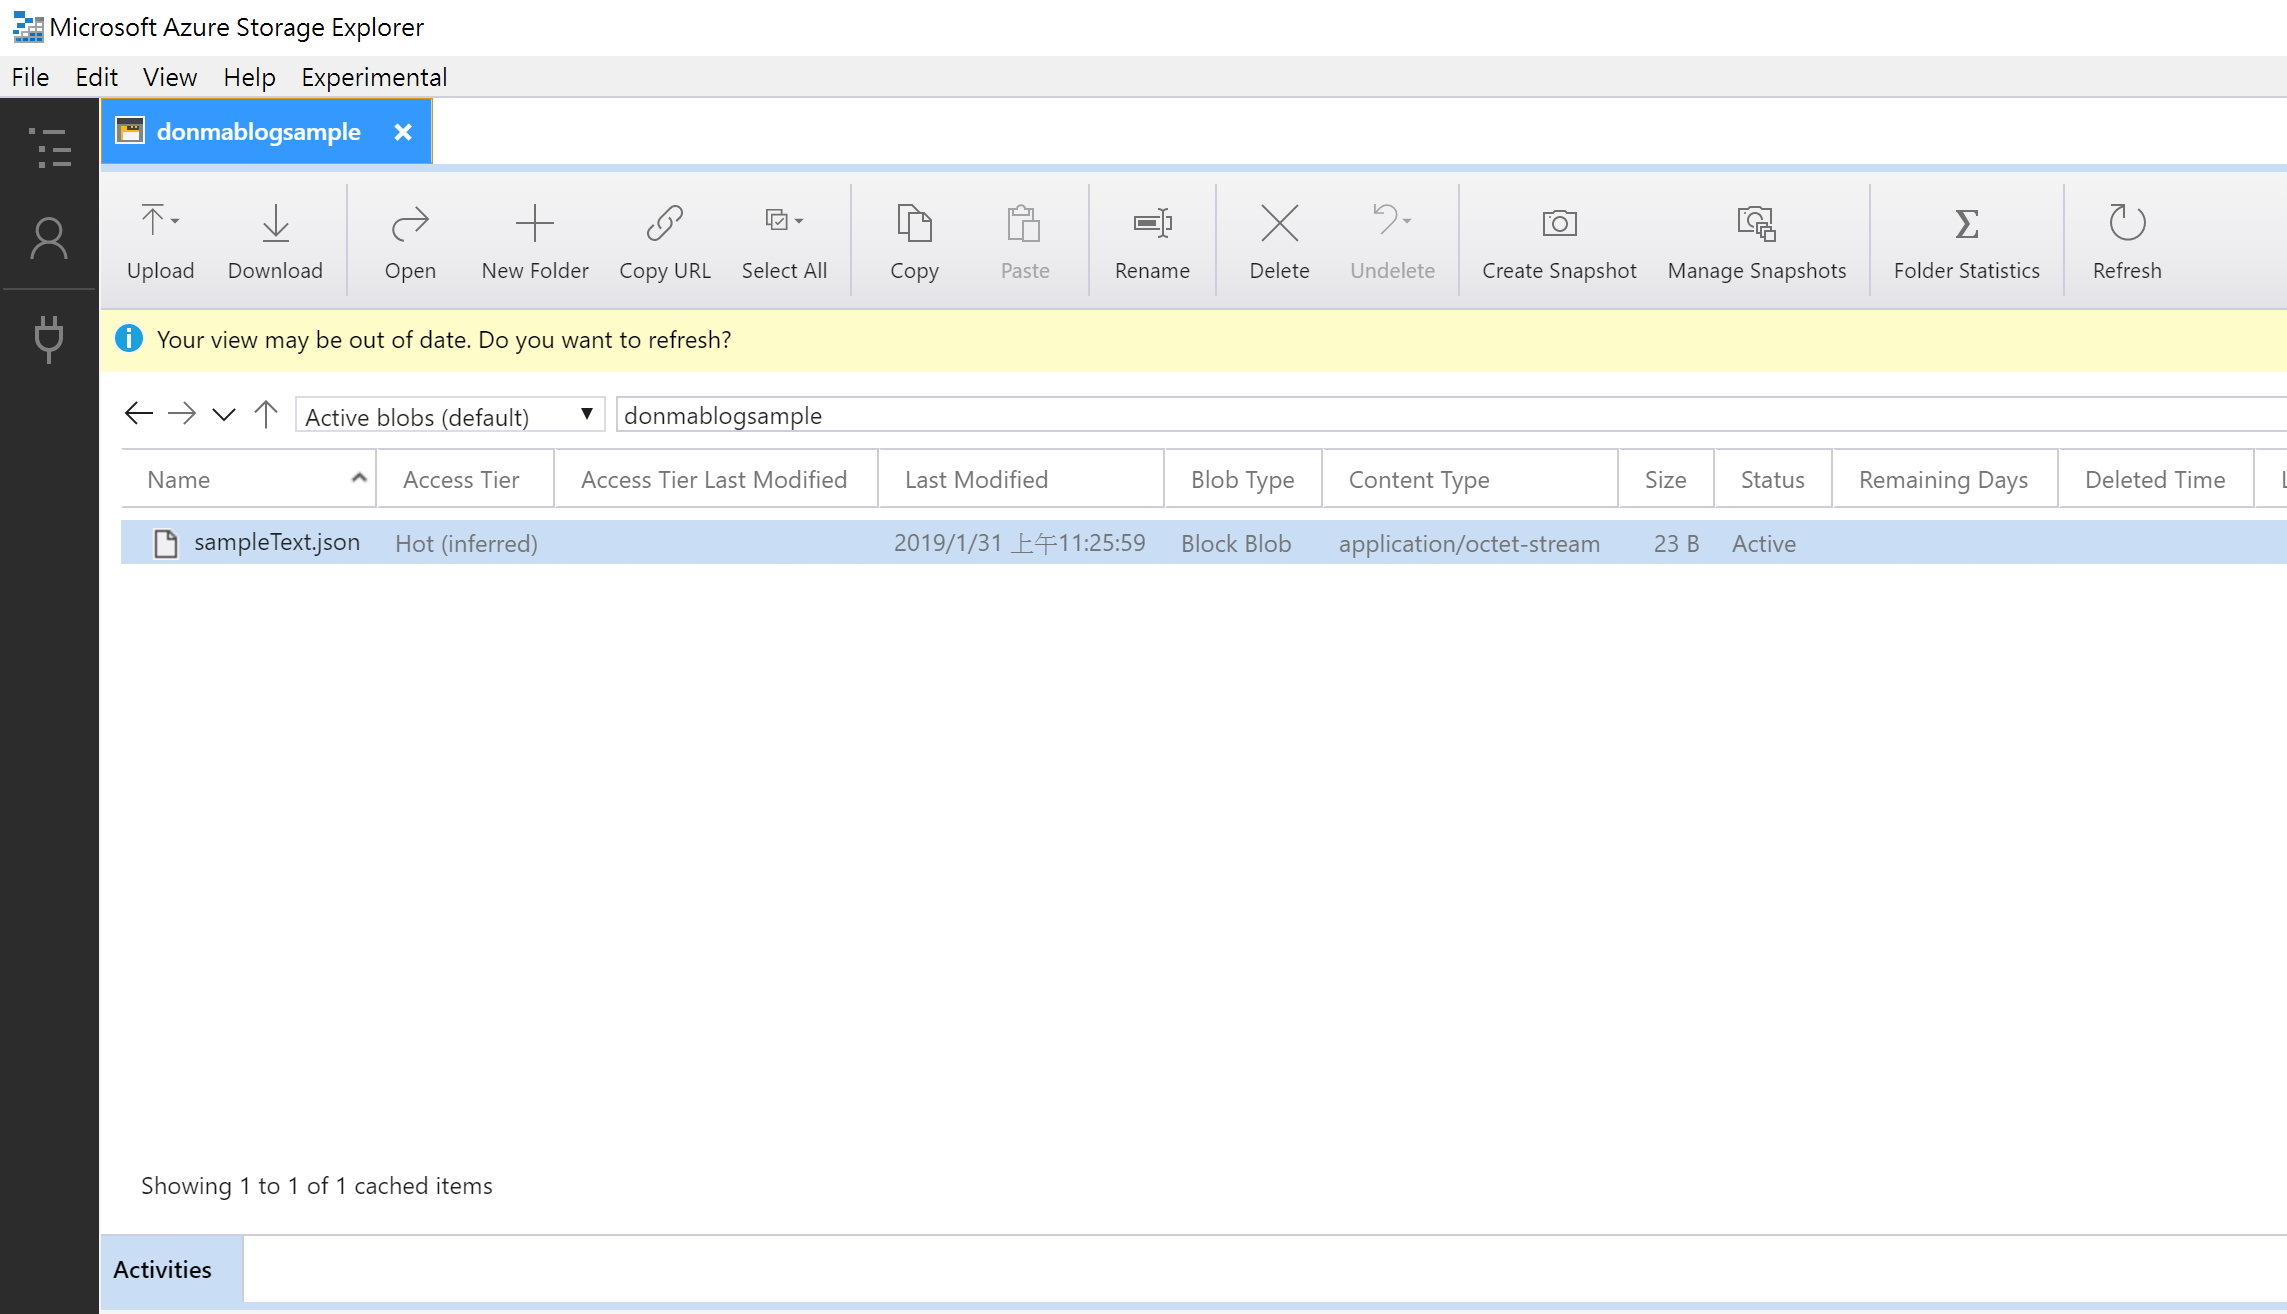 Microsoft Azure Storage Explorer
File Edit View Help Experimental
donmablogsample
Upload Download Open New Folder Copy URL Select All Copy Paste Rename Delete Undelete Create Snapshot Manage Snapshots Folder Statistics Refresh
Your view may be out of date. Do you want to refresh?
Active blobs (default) donmablogsample
Name Access Tier Access Tier Last Modified Last Modified Blob Type Content Type Size Status Remaining Days Deleted Time
sampleText.json Hot (inferred) 2019/1/31 上午11:25:59 Block Blob application/octet-stream 23 B Active
Showing 1 to 1 of 1 cached items
Activities